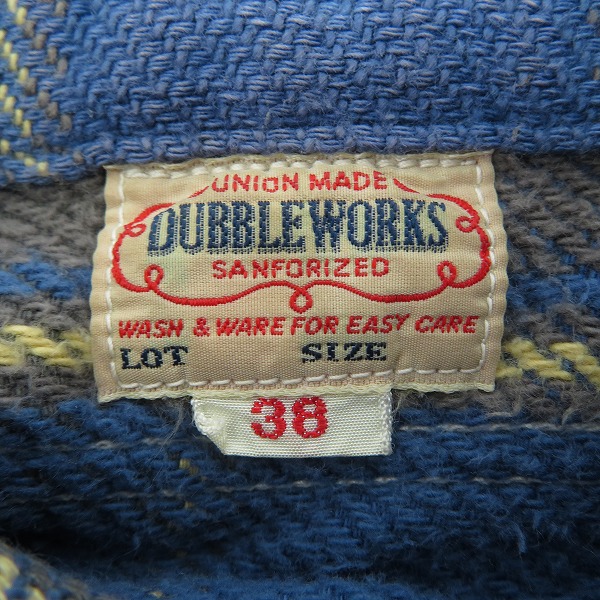 UNION MADE
DUBBLEWORKS
SANFORIZED
WASH & WARE FOR EASY CARE
LOT SIZE
38